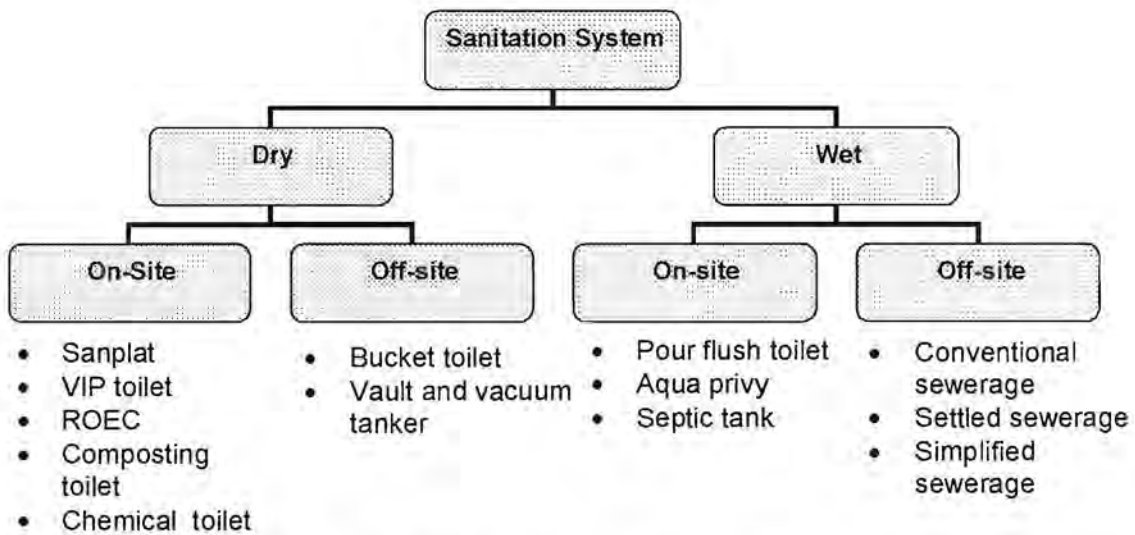 Sanitation System
Dry
Wet
On-Site
Off-site
On-site
Off-site
• Sanplat
• VIP toilet
• ROEC
• Composting
toilet
• Chemical toilet
• Bucket toilet
• Vault and vacuum
tanker
• Pour flush toilet
• Aqua privy
• Septic tank
• Conventional
sewerage
• Settled sewerage
• Simplified
sewerage